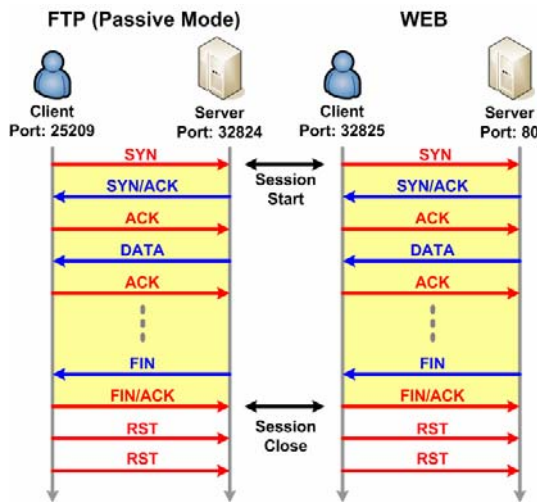 FTP (Passive Mode)
WEB
Client
Port: 25209
Server
Port: 32824
Client
Port: 32825
Server
Port: 80
SYN
SYN/ACK
ACK
DATA
ACK
FIN
FIN/ACK
RST
RST
Session
Start
Session
Close
SYN
SYN/ACK
ACK
DATA
ACK
FIN
FIN/ACK
RST
RST